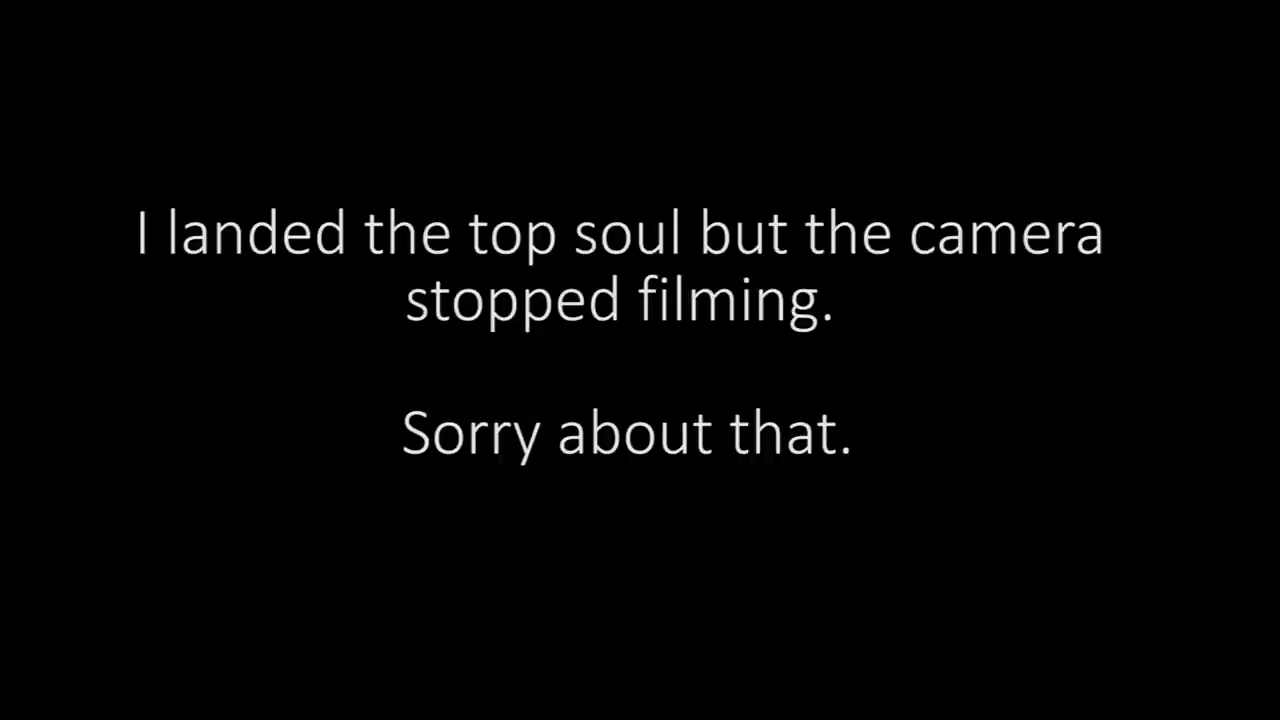 I landed the top soul but the camera
stopped filming.
Sorry about that.